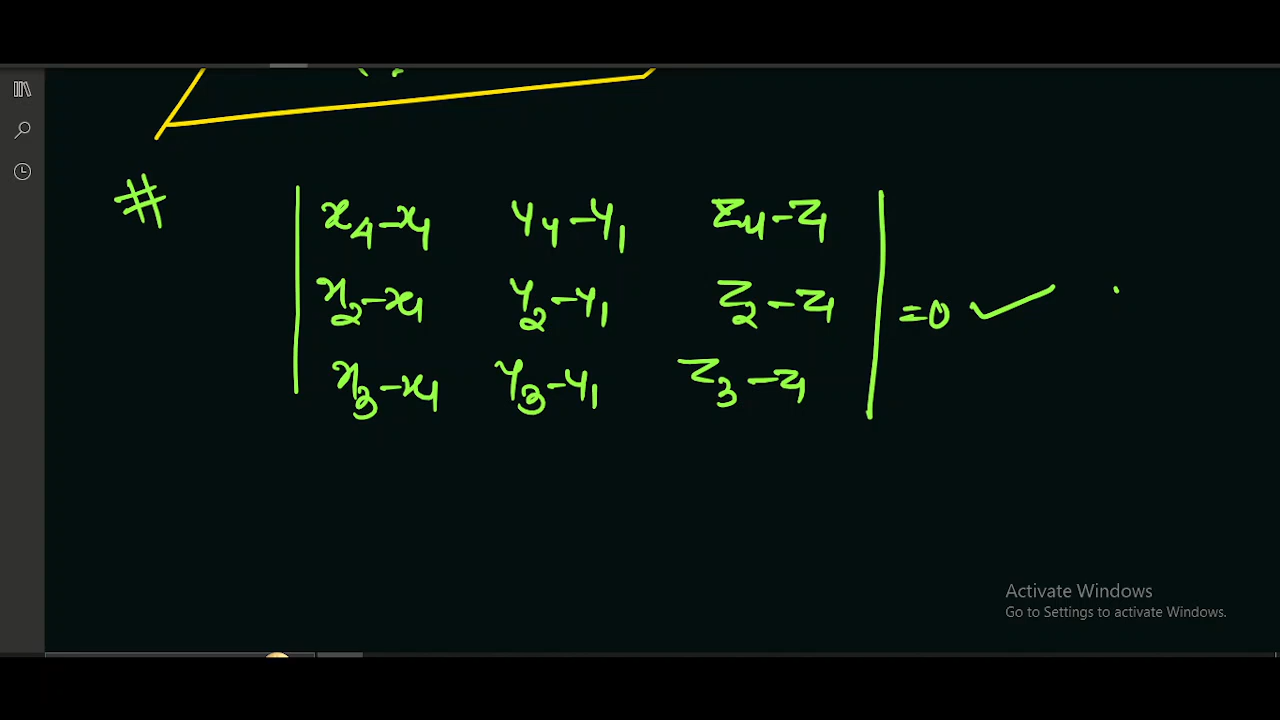 #
x₄-x₁ y₄-y₁ z₄-z₁
x₂-x₁ y₂-y₁ z₂-z₁
=0 ✓
x₃-x₁ y₃-y₁ z₃-z₁
Activate Windows
Go to Settings to activate Windows.